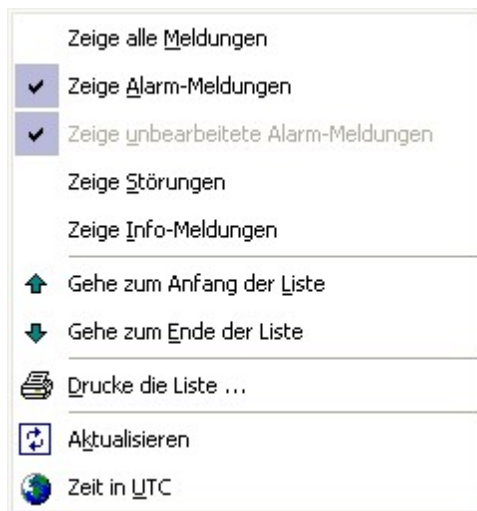 Zeige alle Meldungen
Zeige Alarm-Meldungen
Zeige unbearbeitete Alarm-Meldungen
Zeige Störungen
Zeige Info-Meldungen
Gehe zum Anfang der Liste
Gehe zum Ende der Liste
Drucke die Liste ...
Aktualisieren
Zeit in UTC